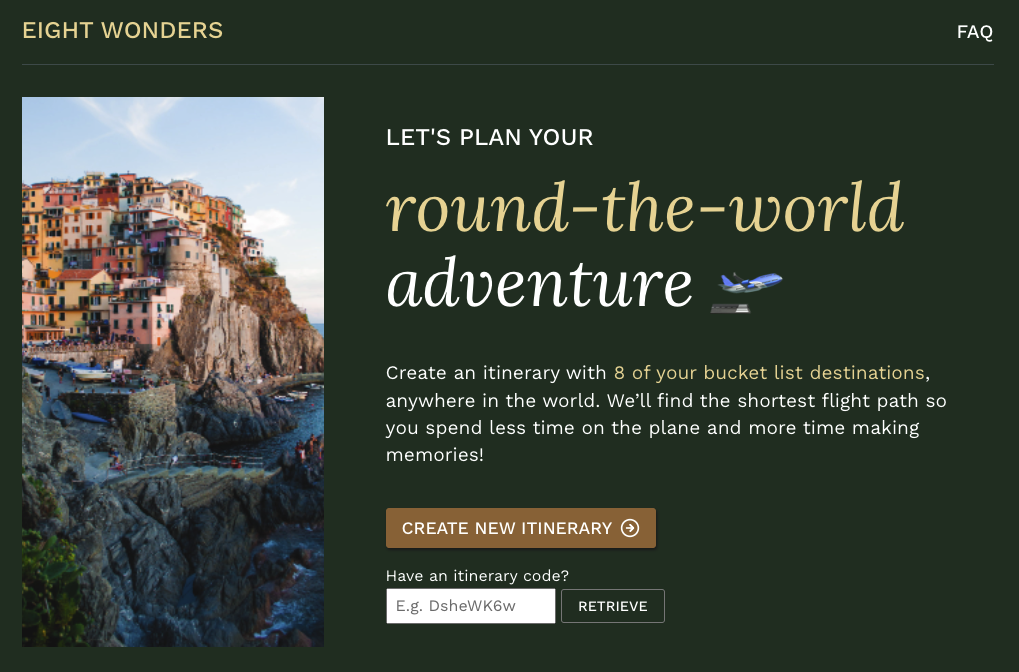 EIGHT WONDERS
FAQ
LET'S PLAN YOUR
round-the-world
adventure
Create an itinerary with 8 of your bucket list destinations,
anywhere in the world. We’ll find the shortest flight path so
you spend less time on the plane and more time making
memories!
CREATE NEW ITINERARY
Have an itinerary code?
E.g. DsheWK6w
RETRIEVE